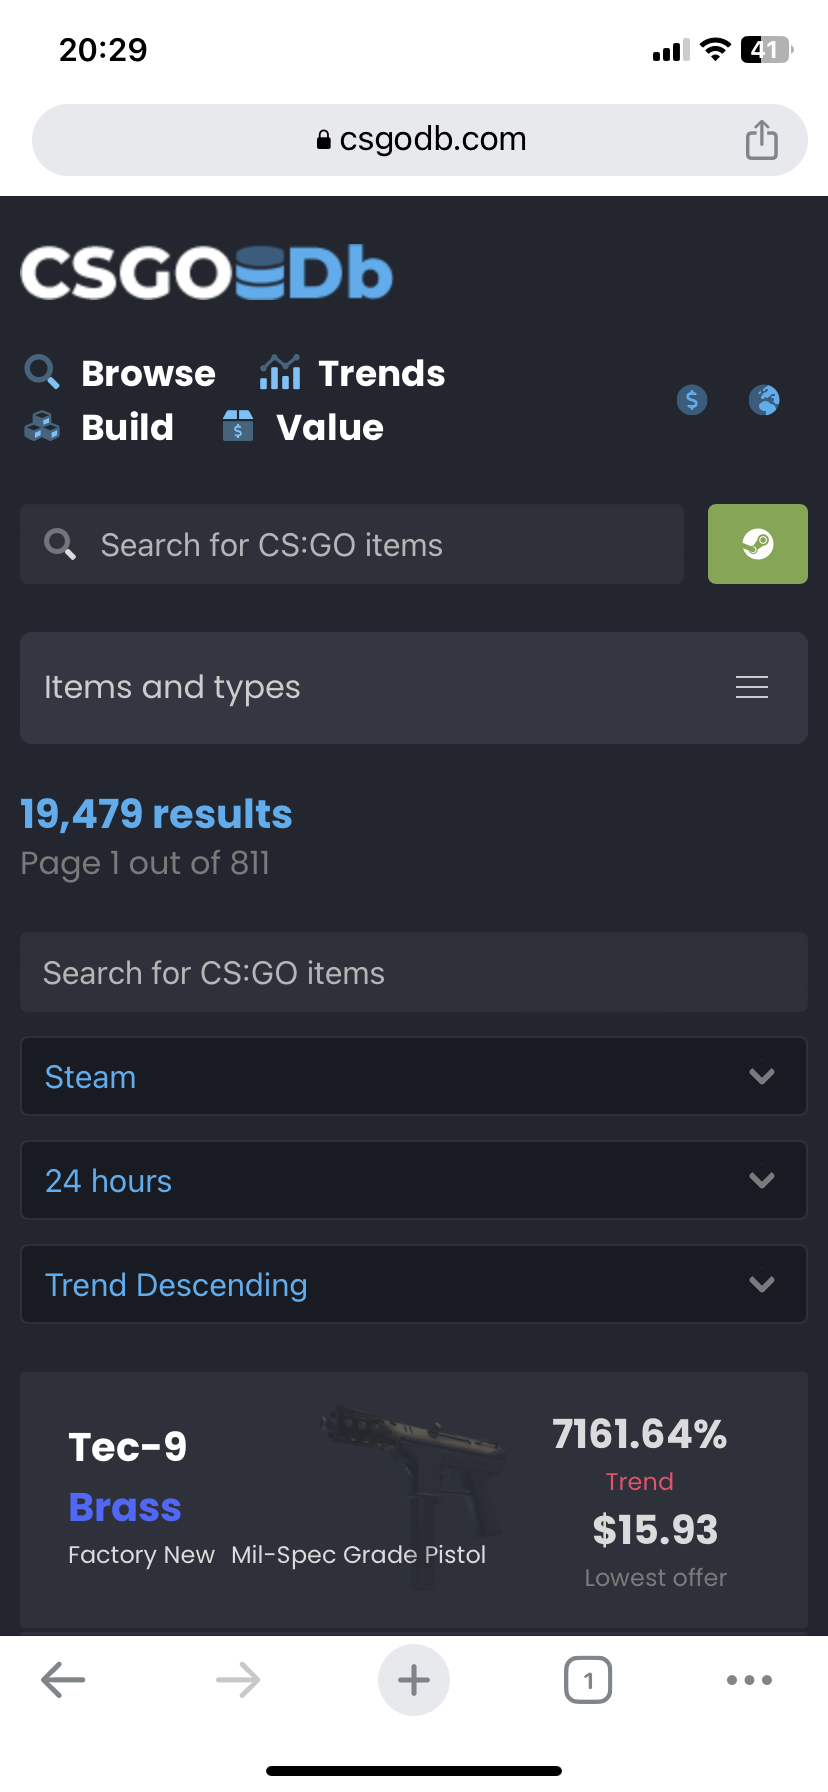 20:29
41
csgodb.com
CSGODb
Browse Trends
$
Build Value
$
Search for CS:GO items
Items and types
19,479 results
Page 1 out of 811
Search for CS:GO items
Steam
24 hours
Trend Descending
Tec-9
7161.64%
Trend
Brass
$15.93
Factory New Mil-Spec Grade Pistol
Lowest offer
1